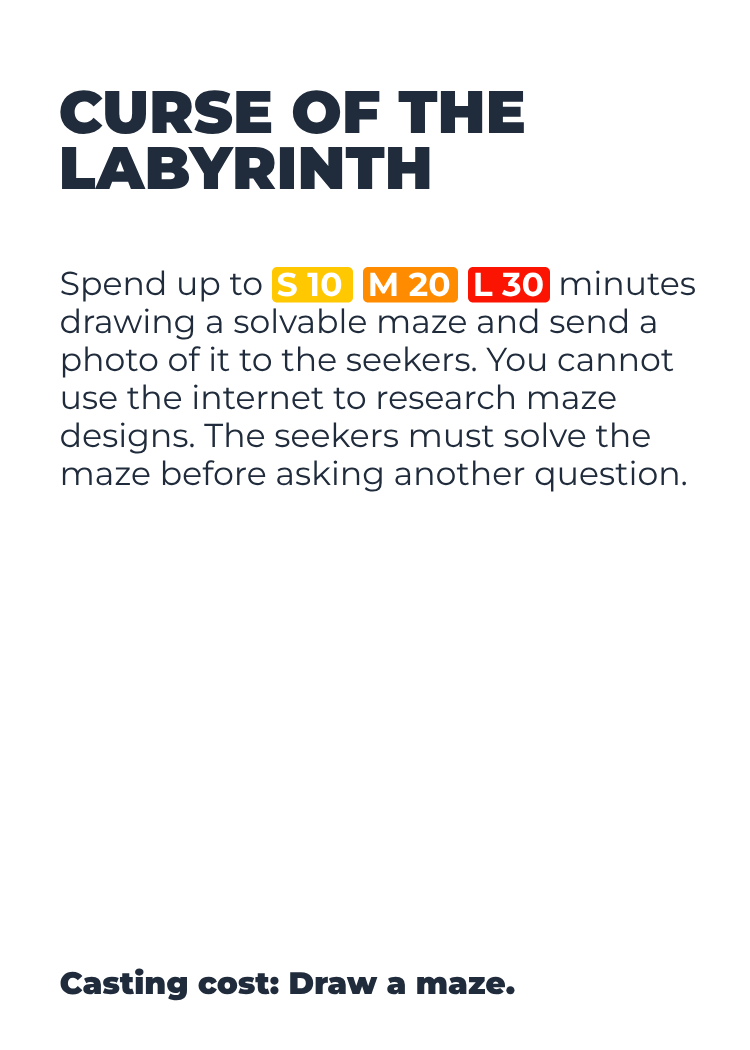 CURSE OF THE
LABYRINTH
Spend up to S 10 M 20 L 30 minutes
drawing a solvable maze and send a
photo of it to the seekers. You cannot
use the internet to research maze
designs. The seekers must solve the
maze before asking another question.
Casting cost: Draw a maze.